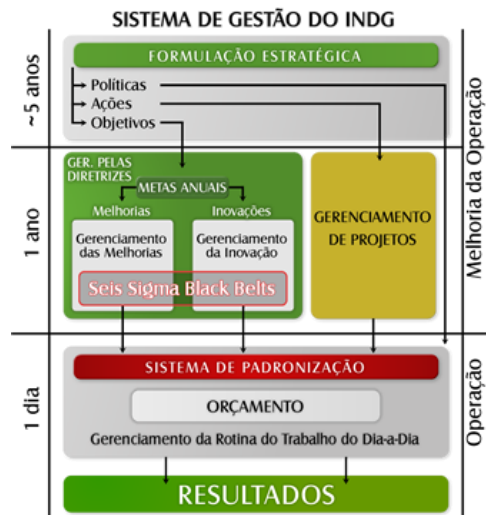 SISTEMA DE GESTÃO DO INDG
~ 5 anos
FORMULAÇÃO ESTRATÉGICA
Políticas
Ações
Objetivos
Melhoria da Operação
1 ano
GER. PELAS
DIRETRIZES
METAS ANUAIS
Melhorias
Inovações
Gerenciamento
das Melhorias
Gerenciamento
da Inovação
Seis Sigma Black Belts
GERENCIAMENTO
DE PROJETOS
1 dia
SISTEMA DE PADRONIZAÇÃO
ORÇAMENTO
Gerenciamento da Rotina do Trabalho do Dia-a-Dia
Operação
RESULTADOS